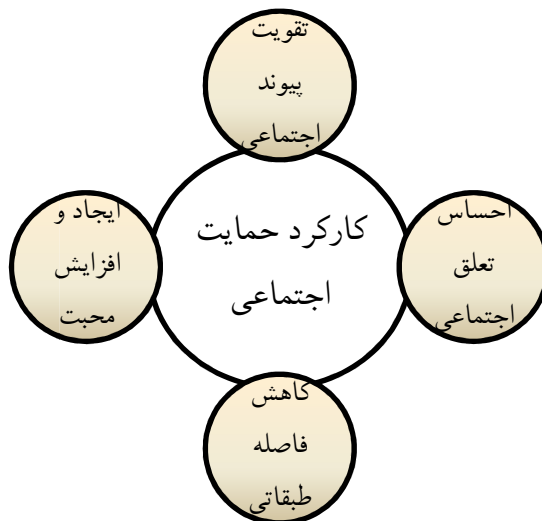 تقویت
پیوند
اجتماعی
کارکرد حمایت
اجتماعی
احساس
تعلق
اجتماعی
ایجاد و
افزایش
محبت
کاهش
فاصله
طبقاتی